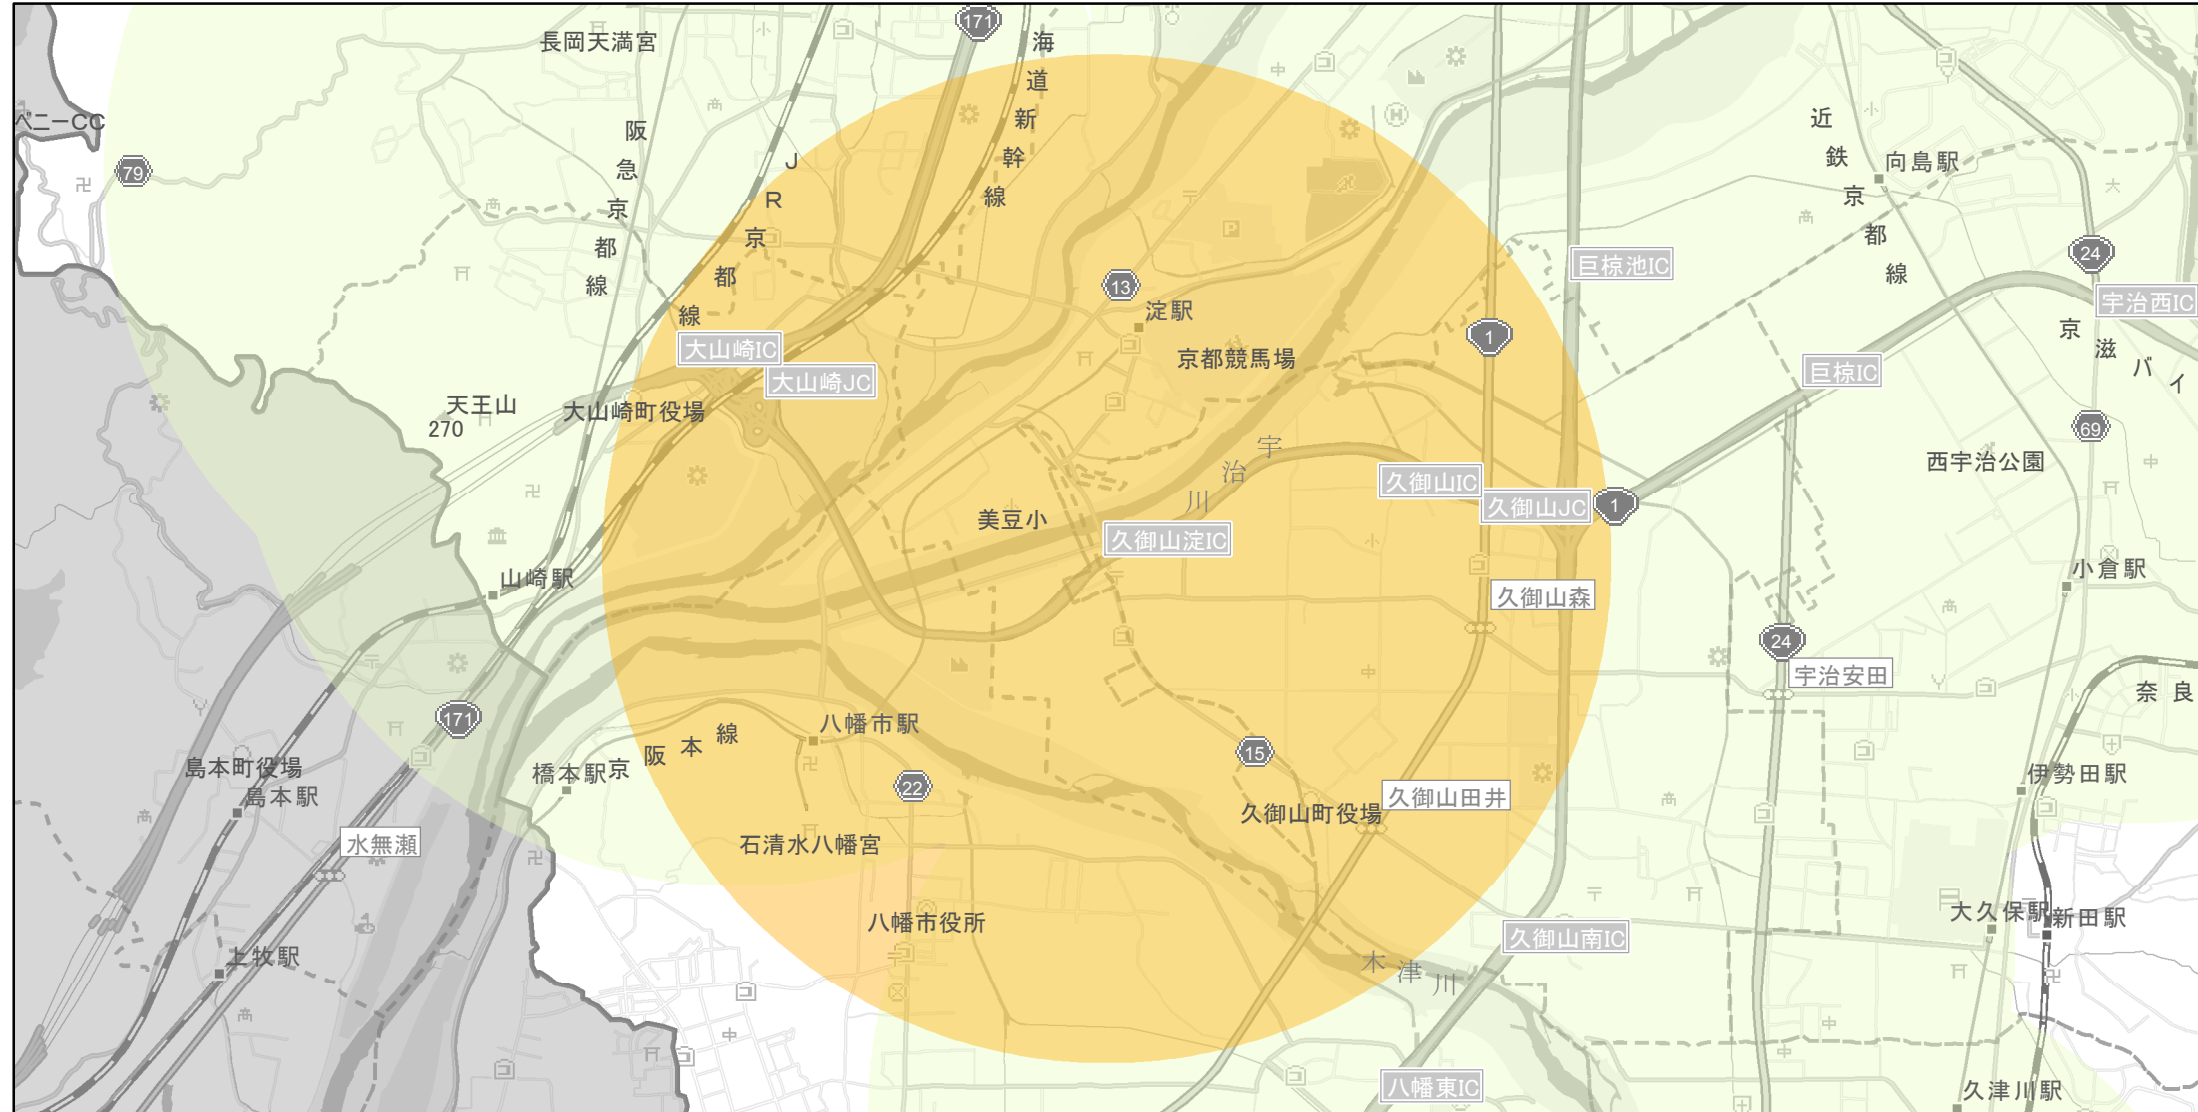 171
長岡天満宮
海道新幹線
ペニーCC
79
阪急京都線
JR京都線
近鉄京都線
向島駅
24
巨椋池IC
宇治西IC
13
淀駅
1
京滋バイ
大山崎IC
京都競馬場
大山崎JC
巨椋IC
天王山
270
大山崎町役場
69
宇治川
西宇治公園
久御山IC
久御山JC
1
美豆小
久御山淀IC
山崎駅
小倉駅
久御山森
24
宇治安田
奈良
171
八幡市駅
京阪本線
15
島本町役場
橋本駅
伊勢田駅
島本駅
22
久御山田井
久御山町役場
水無瀬
石清水八幡宮
八幡市役所
大久保駅
新田駅
久御山南IC
上牧駅
木津川
八幡東IC
久津川駅